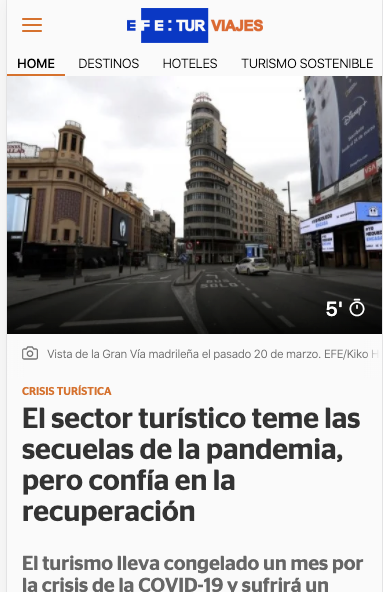 EFE:TUR VIAJES
HOME DESTINOS HOTELES TURISMO SOSTENIBLE
BUS
SOLO
5'
Vista de la Gran Vía madrileña el pasado 20 de marzo. EFE/Kiko H
CRISIS TURÍSTICA
El sector turístico teme las
secuelas de la pandemia,
pero confía en la
recuperación
El turismo lleva congelado un mes por
la crisis de la COVID-19 y sufrirá un